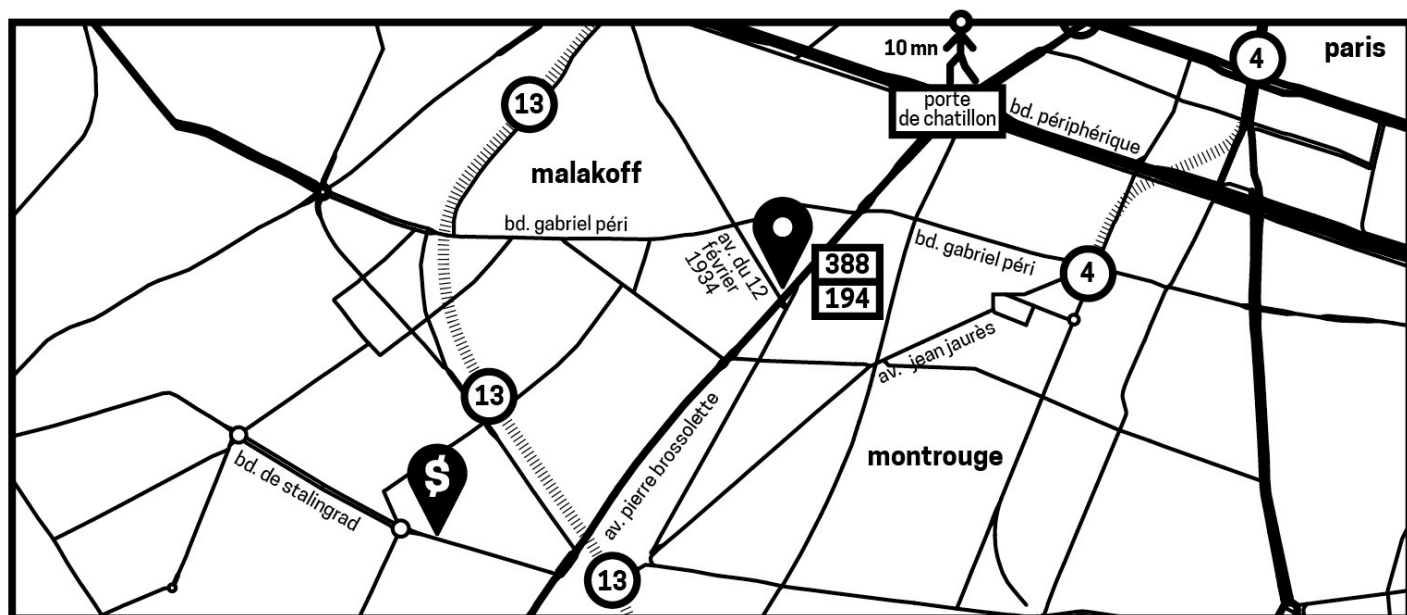 10 mn
4
paris
13
porte
de chatillon
bd. périphérique
malakoff
bd. gabriel péri
av. du 12
février
1934
388
194
bd. gabriel péri
4
av. jean jaurès
13
$
bd. de stalingrad
av. pierre brossolette
montrouge
13